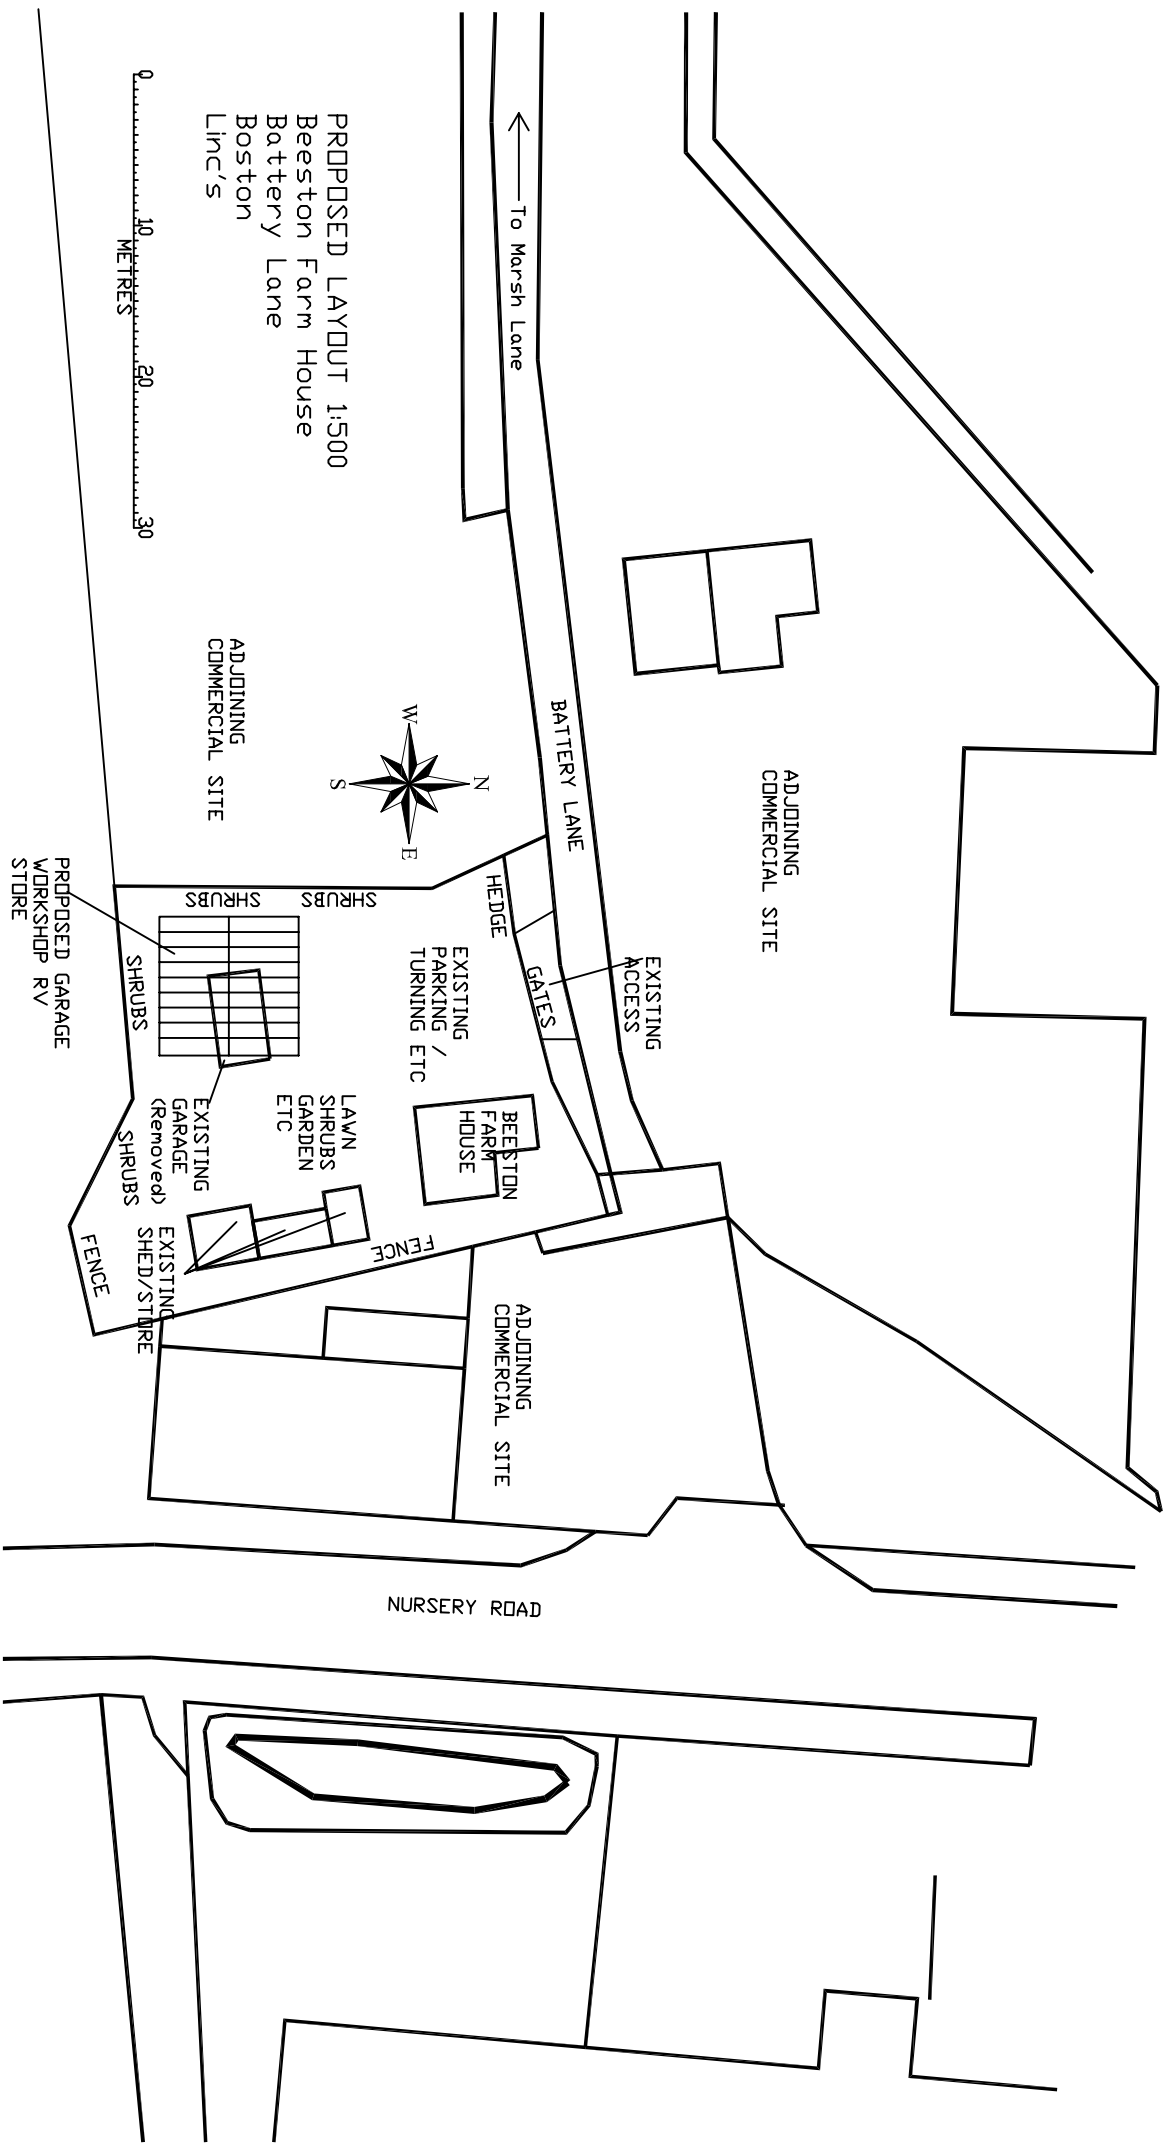 PROPOSED LAYOUT 1:500
Beeston Farm House
Battery Lane
Boston
Linc's
0
10
20
30
METRES
To Marsh Lane
BATTERY LANE
ADJOINING
COMMERCIAL SITE
ADJOINING
COMMERCIAL SITE
N
W
E
S
EXISTING
ACCESS
HEDGE
GATES
SHRUBS
SHRUBS
EXISTING
PARKING /
TURNING ETC
PROPOSED GARAGE
WORKSHOP RV
STORE
SHRUBS
BEESTON
FARM
HOUSE
LAWN
SHRUBS
GARDEN
ETC
EXISTING
GARAGE
(Removed)
SHRUBS
EXISTING
SHED/STORE
FENCE
FENCE
ADJOINING
COMMERCIAL SITE
NURSERY ROAD